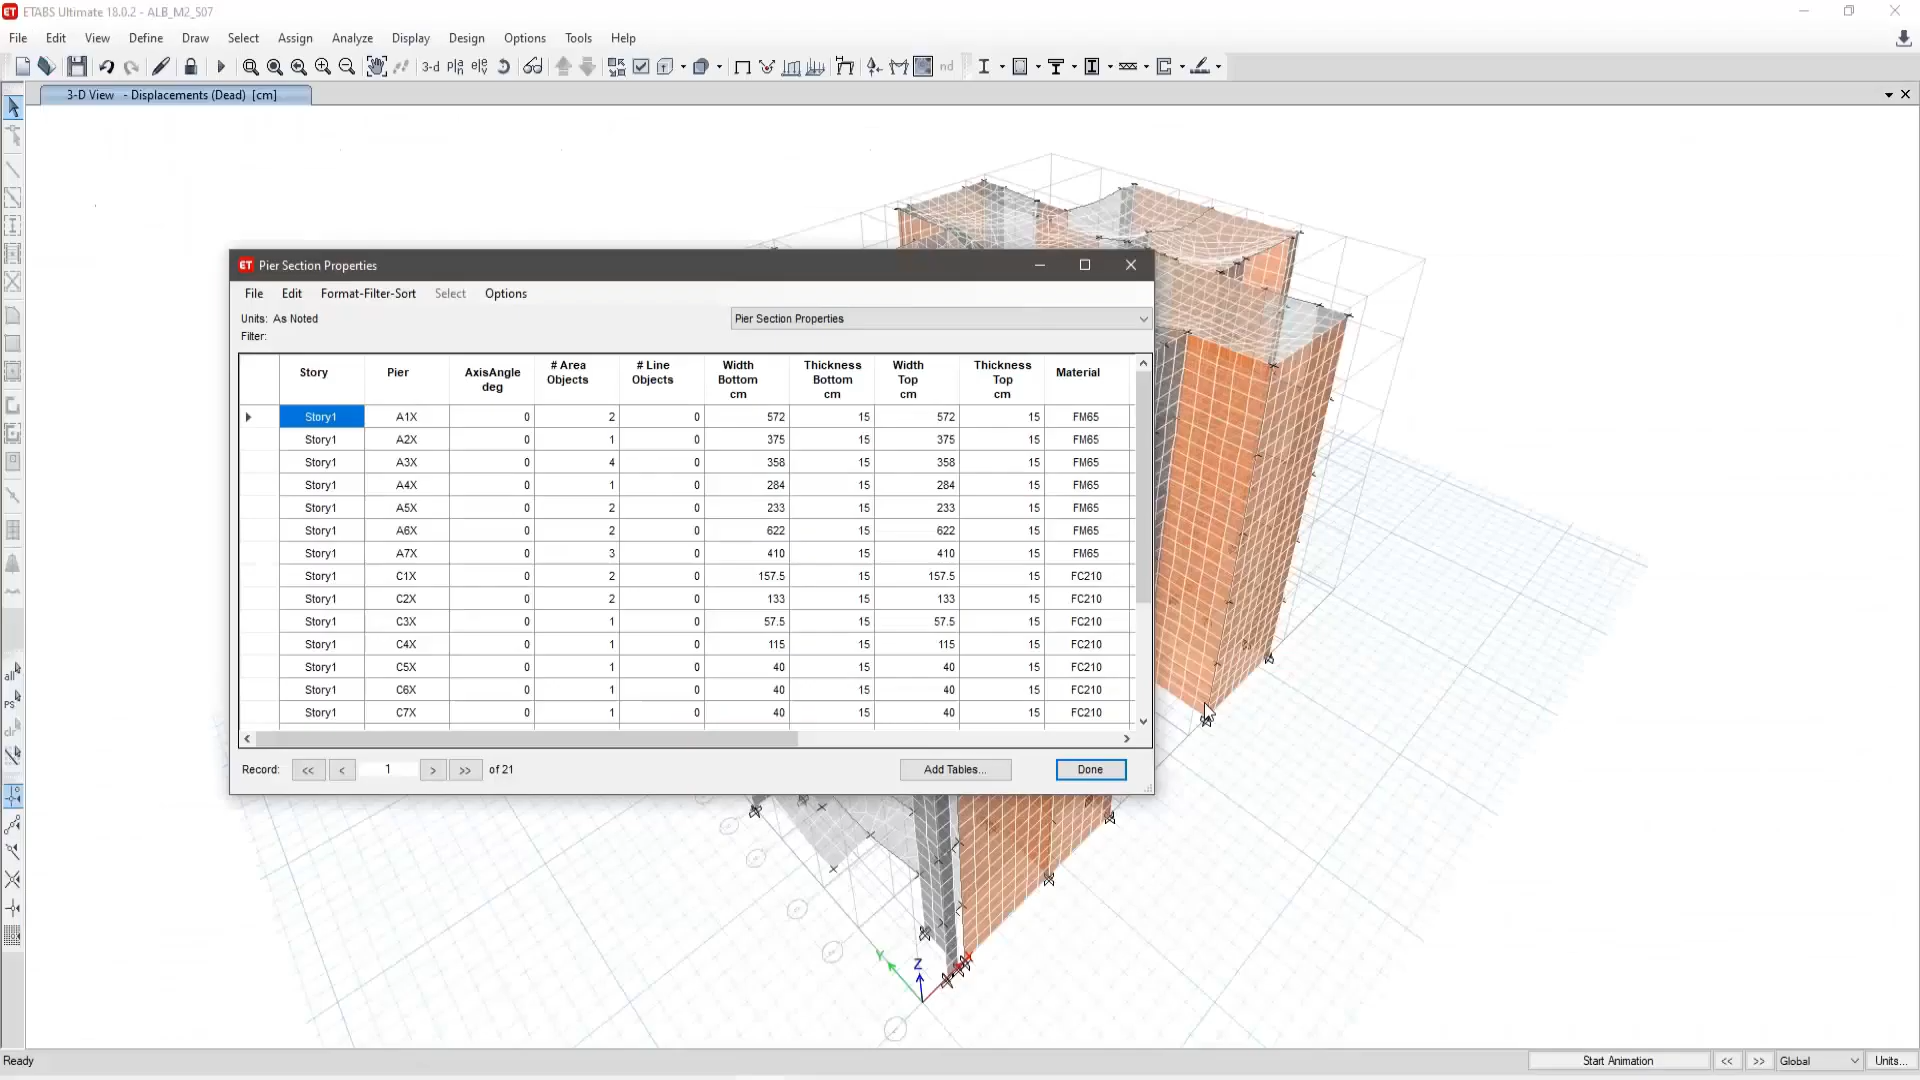 ETABS Ultimate 18.0.2 - ALB_M2_S07
File Edit View Define Draw Select Assign Analyze Display Design Options Tools Help
3-d nd
3-D View - Displacements (Dead) [cm]
Pier Section Properties
File Edit Format-Filter-Sort Select Options
Units: As Noted Pier Section Properties
Filter:
Story Pier AxisAngle deg # Area Objects # Line Objects Width Bottom cm Thickness Bottom cm Width Top cm Thickness Top cm Material
Story1 A1X 0 2 0 572 15 572 15 FM65
Story1 A2X 0 1 0 375 15 375 15 FM65
Story1 A3X 0 4 0 358 15 358 15 FM65
Story1 A4X 0 1 0 284 15 284 15 FM65
Story1 A5X 0 2 0 233 15 233 15 FM65
Story1 A6X 0 2 0 622 15 622 15 FM65
Story1 A7X 0 3 0 410 15 410 15 FM65
Story1 C1X 0 2 0 157.5 15 157.5 15 FC210
Story1 C2X 0 2 0 133 15 133 15 FC210
Story1 C3X 0 1 0 57.5 15 57.5 15 FC210
Story1 C4X 0 1 0 115 15 115 15 FC210
Story1 C5X 0 1 0 40 15 40 15 FC210
Story1 C6X 0 1 0 40 15 40 15 FC210
Story1 C7X 0 1 0 40 15 40 15 FC210
Record: << < 1 > >> of 21 Add Tables... Done
all
PS
clr
Y Z X
Ready Start Animation << >> Global Units...